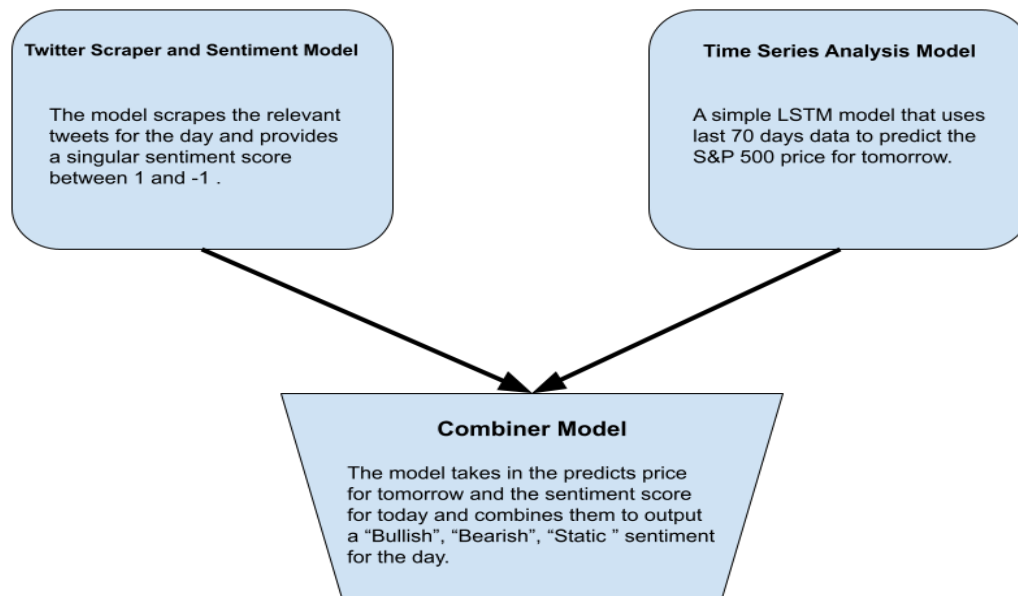 Twitter Scraper and Sentiment Model
The model scrapes the relevant
tweets for the day and provides
a singular sentiment score
between 1 and -1 .
Time Series Analysis Model
A simple LSTM model that uses
last 70 days data to predict the
S&P 500 price for tomorrow.
Combiner Model
The model takes in the predicts price
for tomorrow and the sentiment score
for today and combines them to output
a “Bullish”, “Bearish”, “Static ” sentiment
for the day.